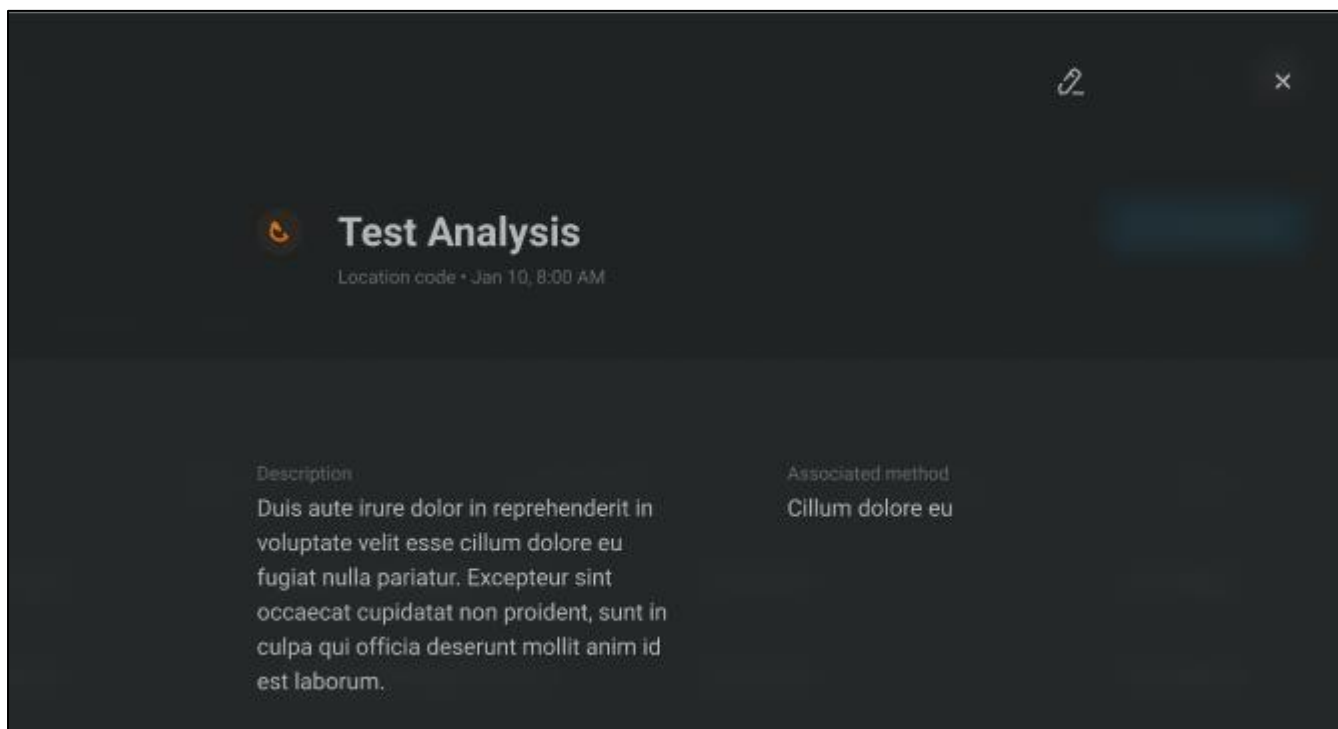 Test Analysis
Location code • Jan 10, 8:00 AM
Description
Duis aute irure dolor in reprehenderit in
voluptate velit esse cillum dolore eu
fugiat nulla pariatur. Excepteur sint
occaecat cupidatat non proident, sunt in
culpa qui officia deserunt mollit anim id
est laborum.
Associated method
Cillum dolore eu